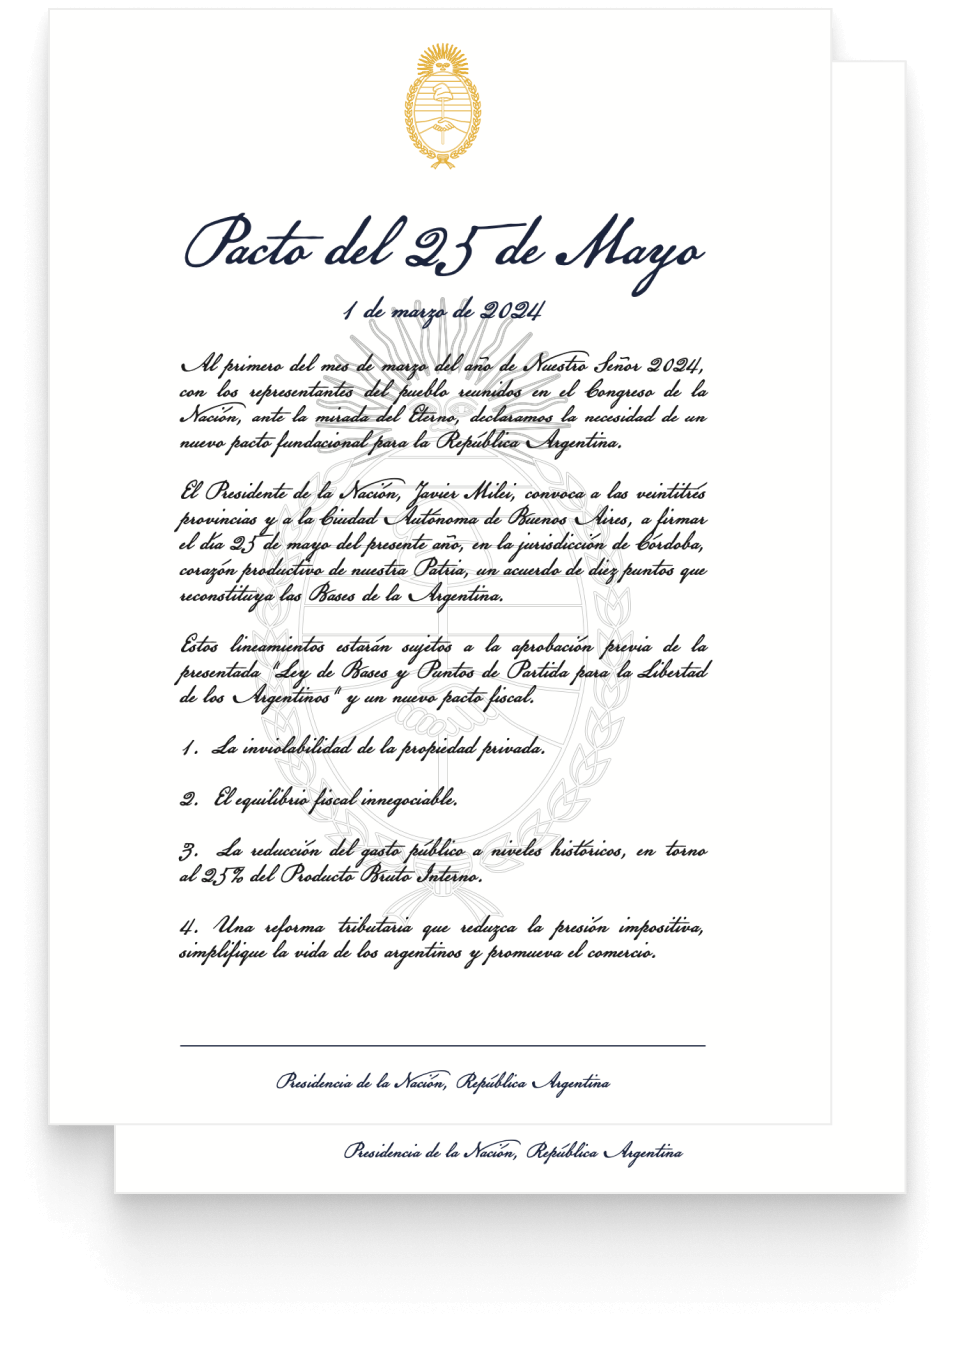 Pacto del 25 de Mayo
1 de marzo de 2024
Al primero del mes de marzo del año de Nuestro Señor 2024,
con los representantes del pueblo reunidos en el Congreso de la
Nación, ante la mirada del Eterno, declaramos la necesidad de un
nuevo pacto fundacional para la República Argentina.
El Presidente de la Nación, Javier Milei, convoca a las veintitrés
provincias y a la Ciudad Autónoma de Buenos Aires, a firmar
el día 25 de mayo del presente año, en la jurisdicción de Córdoba,
corazón productivo de nuestra Patria, un acuerdo de diez puntos que
reconstituya las Bases de la Argentina.
Estos lineamientos estarán sujetos a la aprobación previa de la
presentada "Ley de Bases y Puntos de Partida para la Libertad
de los Argentinos" y un nuevo pacto fiscal.
1. La inviolabilidad de la propiedad privada.
2. El equilibrio fiscal innegociable.
3. La reducción del gasto público a niveles históricos, en torno
al 25% del Producto Bruto Interno.
4. Una reforma tributaria que reduzca la presión impositiva,
simplifique la vida de los argentinos y promueva el comercio.
Presidencia de la Nación, República Argentina
Presidencia de la Nación, República Argentina